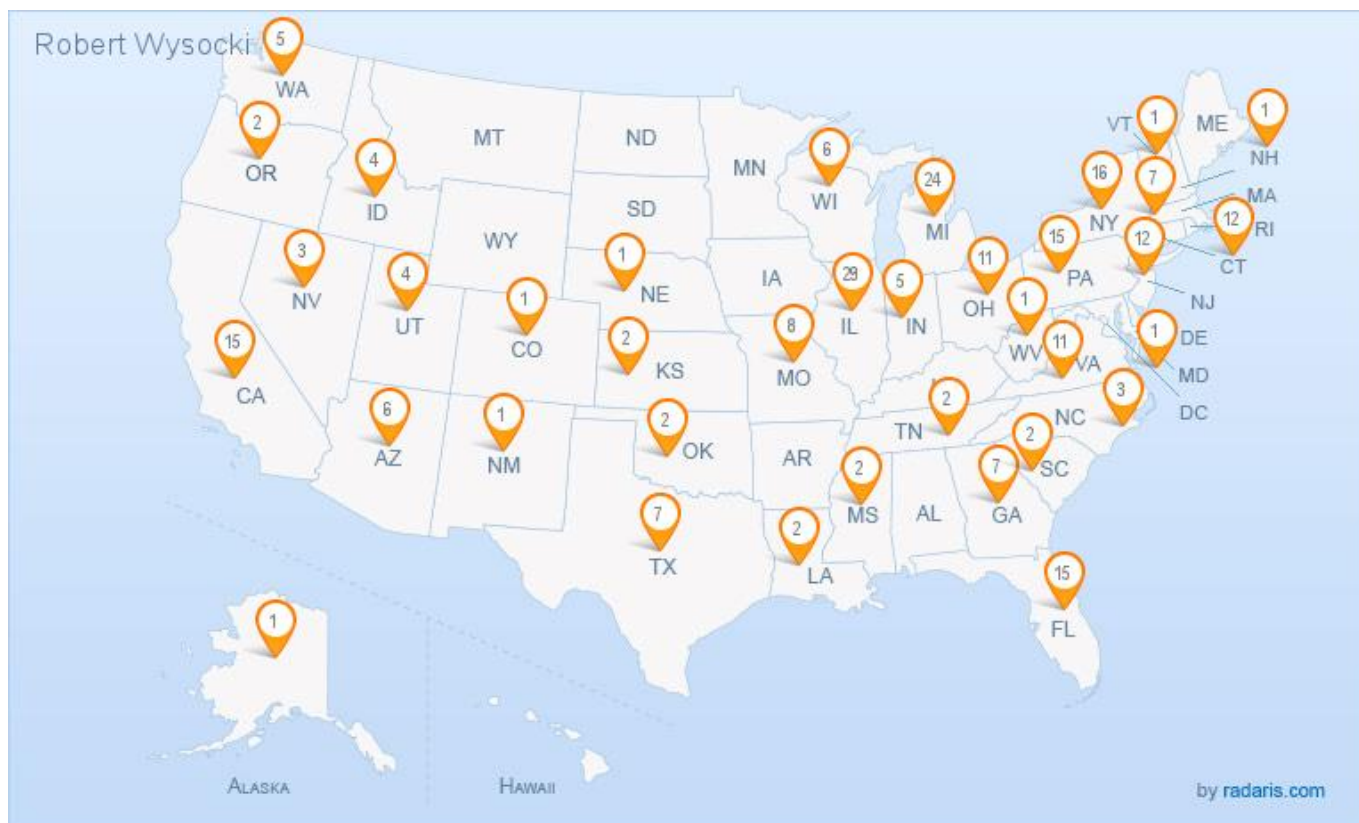 Robert Wysocki
5
WA
2
OR
4
ID
MT
ND
MN
6
WI
24
MI
VT
1
ME
1
NH
16
NY
7
MA
12
RI
CT
SD
WY
3
NV
4
UT
1
CO
1
NE
IA
29
IL
5
IN
11
OH
15
PA
12
NJ
15
CA
2
KS
8
MO
1
WV
11
VA
1
DE
MD
DC
6
AZ
1
NM
2
OK
AR
2
TN
3
NC
2
SC
7
TX
2
LA
2
MS
AL
7
GA
15
FL
1
ALASKA
HAWAII
by radaris.com